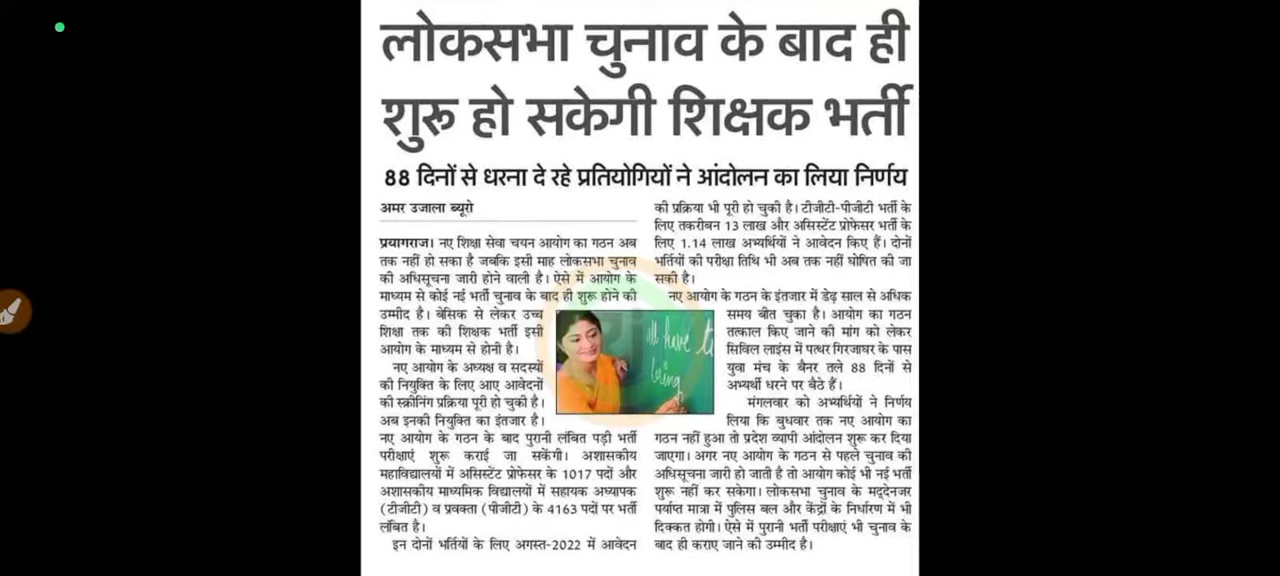 लोकसभा चुनाव के बाद ही
शुरू हो सकेगी शिक्षक भर्ती
88 दिनों से धरना दे रहे प्रतियोगियों ने आंदोलन का लिया निर्णय
अमर उजाला ब्यूरो
प्रयागराज। नए शिक्षा सेवा चयन आयोग का गठन अब
तक नहीं हो सका है जबकि इसी माह लोकसभा चुनाव
की अधिसूचना जारी होने वाली है। ऐसे में आयोग के
माध्यम से कोई नई भर्ती चुनाव के बाद ही शुरू होने की
उम्मीद है। बेसिक से लेकर उच्च
शिक्षा तक की शिक्षक भर्ती इसी
आयोग के माध्यम से होनी है।
नए आयोग के अध्यक्ष व सदस्यों
की नियुक्ति के लिए आए आवेदनों
की स्क्रीनिंग प्रक्रिया पूरी हो चुकी है।
अब इनकी नियुक्ति का इंतजार है।
नए आयोग के गठन के बाद पुरानी लंबित पड़ी भर्ती
परीक्षाएं शुरू कराई जा सकेंगी। अशासकीय
महाविद्यालयों में असिस्टेंट प्रोफेसर के 1017 पदों और
अशासकीय माध्यमिक विद्यालयों में सहायक अध्यापक
(टीजीटी) व प्रवक्ता (पीजीटी) के 4163 पदों पर भर्ती
लंबित है।
इन दोनों भर्तियों के लिए अगस्त-2022 में आवेदन
की प्रक्रिया भी पूरी हो चुकी है। टीजीटी-पीजीटी भर्ती के
लिए तकरीबन 13 लाख और असिस्टेंट प्रोफेसर भर्ती के
लिए 1.14 लाख अभ्यर्थियों ने आवेदन किए हैं। दोनों
भर्तियों की परीक्षा तिथि भी अब तक नहीं घोषित की जा
सकी है।
नए आयोग के गठन के इंतजार में डेढ़ साल से अधिक
समय बीत चुका है। आयोग का गठन
तत्काल किए जाने की मांग को लेकर
सिविल लाइंस में पत्थर गिरजाघर के पास
युवा मंच के बैनर तले 88 दिनों से
अभ्यर्थी धरने पर बैठे हैं।
मंगलवार को अभ्यर्थियों ने निर्णय
लिया कि बुधवार तक नए आयोग का
गठन नहीं हुआ तो प्रदेश व्यापी आंदोलन शुरू कर दिया
जाएगा। अगर नए आयोग के गठन से पहले चुनाव की
अधिसूचना जारी हो जाती है तो आयोग कोई भी नई भर्ती
शुरू नहीं कर सकेगा। लोकसभा चुनाव के मद्देनजर
पर्याप्त मात्रा में पुलिस बल और केंद्रों के निर्धारण में भी
दिक्कत होगी। ऐसे में पुरानी भर्ती परीक्षाएं भी चुनाव के
बाद ही कराए जाने की उम्मीद है।
all have t